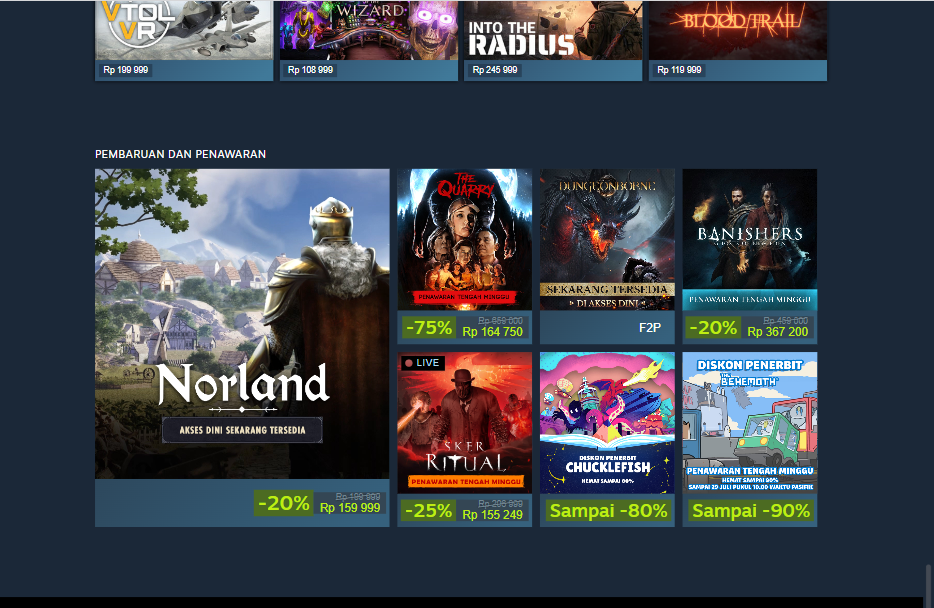 VTOL
VR
WIZARD
INTO THE
RADIUS
BLOOD TRAIL
Rp 199 999
Rp 108 999
Rp 245 999
Rp 119 999
PEMBARUAN DAN PENAWARAN
Norland
AKSES DINI SEKARANG TERSEDIA
-20%
Rp 199 999
Rp 159 999
THE
QUARRY
PENAWARAN TENGAH MINGGU
-75%
Rp 659 000
Rp 164 750
DUNGEONBORNE
SEKARANG TERSEDIA
DI AKSES DINI
F2P
BANISHERS
PENAWARAN TENGAH MINGGU
-20%
Rp 459 000
Rp 367 200
LIVE
SKER
RITUAL
PENAWARAN TENGAH MINGGU
-25%
Rp 155 249
DISKON PENERBIT
CHUCKLEFISH
HEMAT SAMPAI 80%
Sampai -80%
DISKON PENERBIT
THE
BEHEMOTH
PENAWARAN TENGAH MINGGU
HEMAT SAMPAI 90%
SAMPAI 29 JULI PUKUL 10.00 WAKTU PASIFIK
Sampai -90%